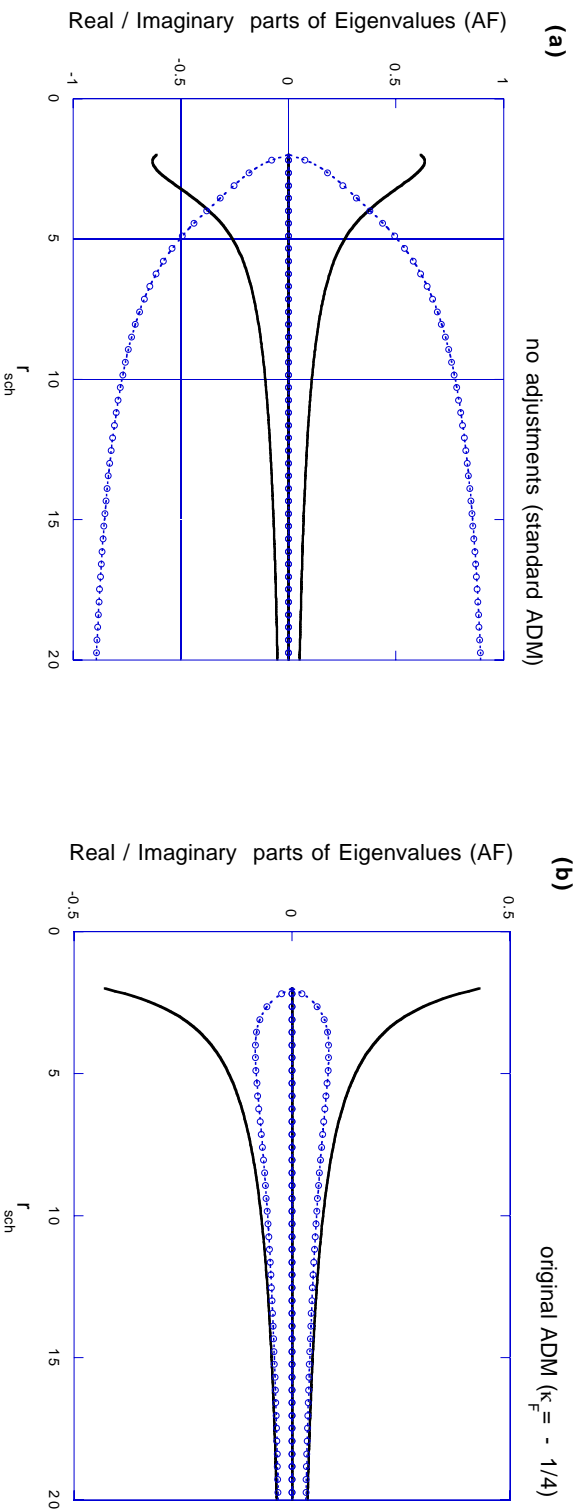 (a)
no adjustments (standard ADM)
Real / Imaginary parts of Eigenvalues (AF)
1
0.5
0
-0.5
-1
0
5
10
15
20
r sch
(b)
original ADM (κF = - 1/4)
Real / Imaginary parts of Eigenvalues (AF)
0.5
0
-0.5
0
5
10
15
20
r sch